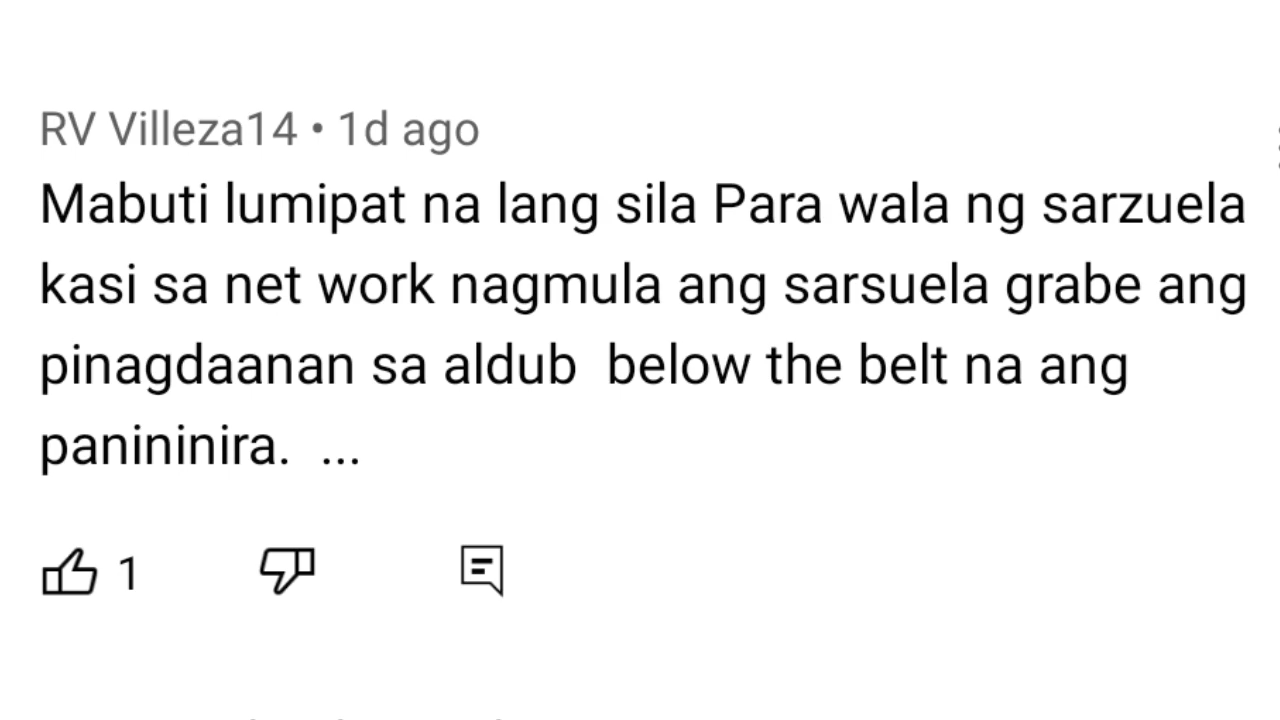 RV Villeza14 • 1d ago
Mabuti lumipat na lang sila Para wala ng sarzuela
kasi sa net work nagmula ang sarsuela grabe ang
pinagdaanan sa aldub  below the belt na ang
panininira.  ...
1